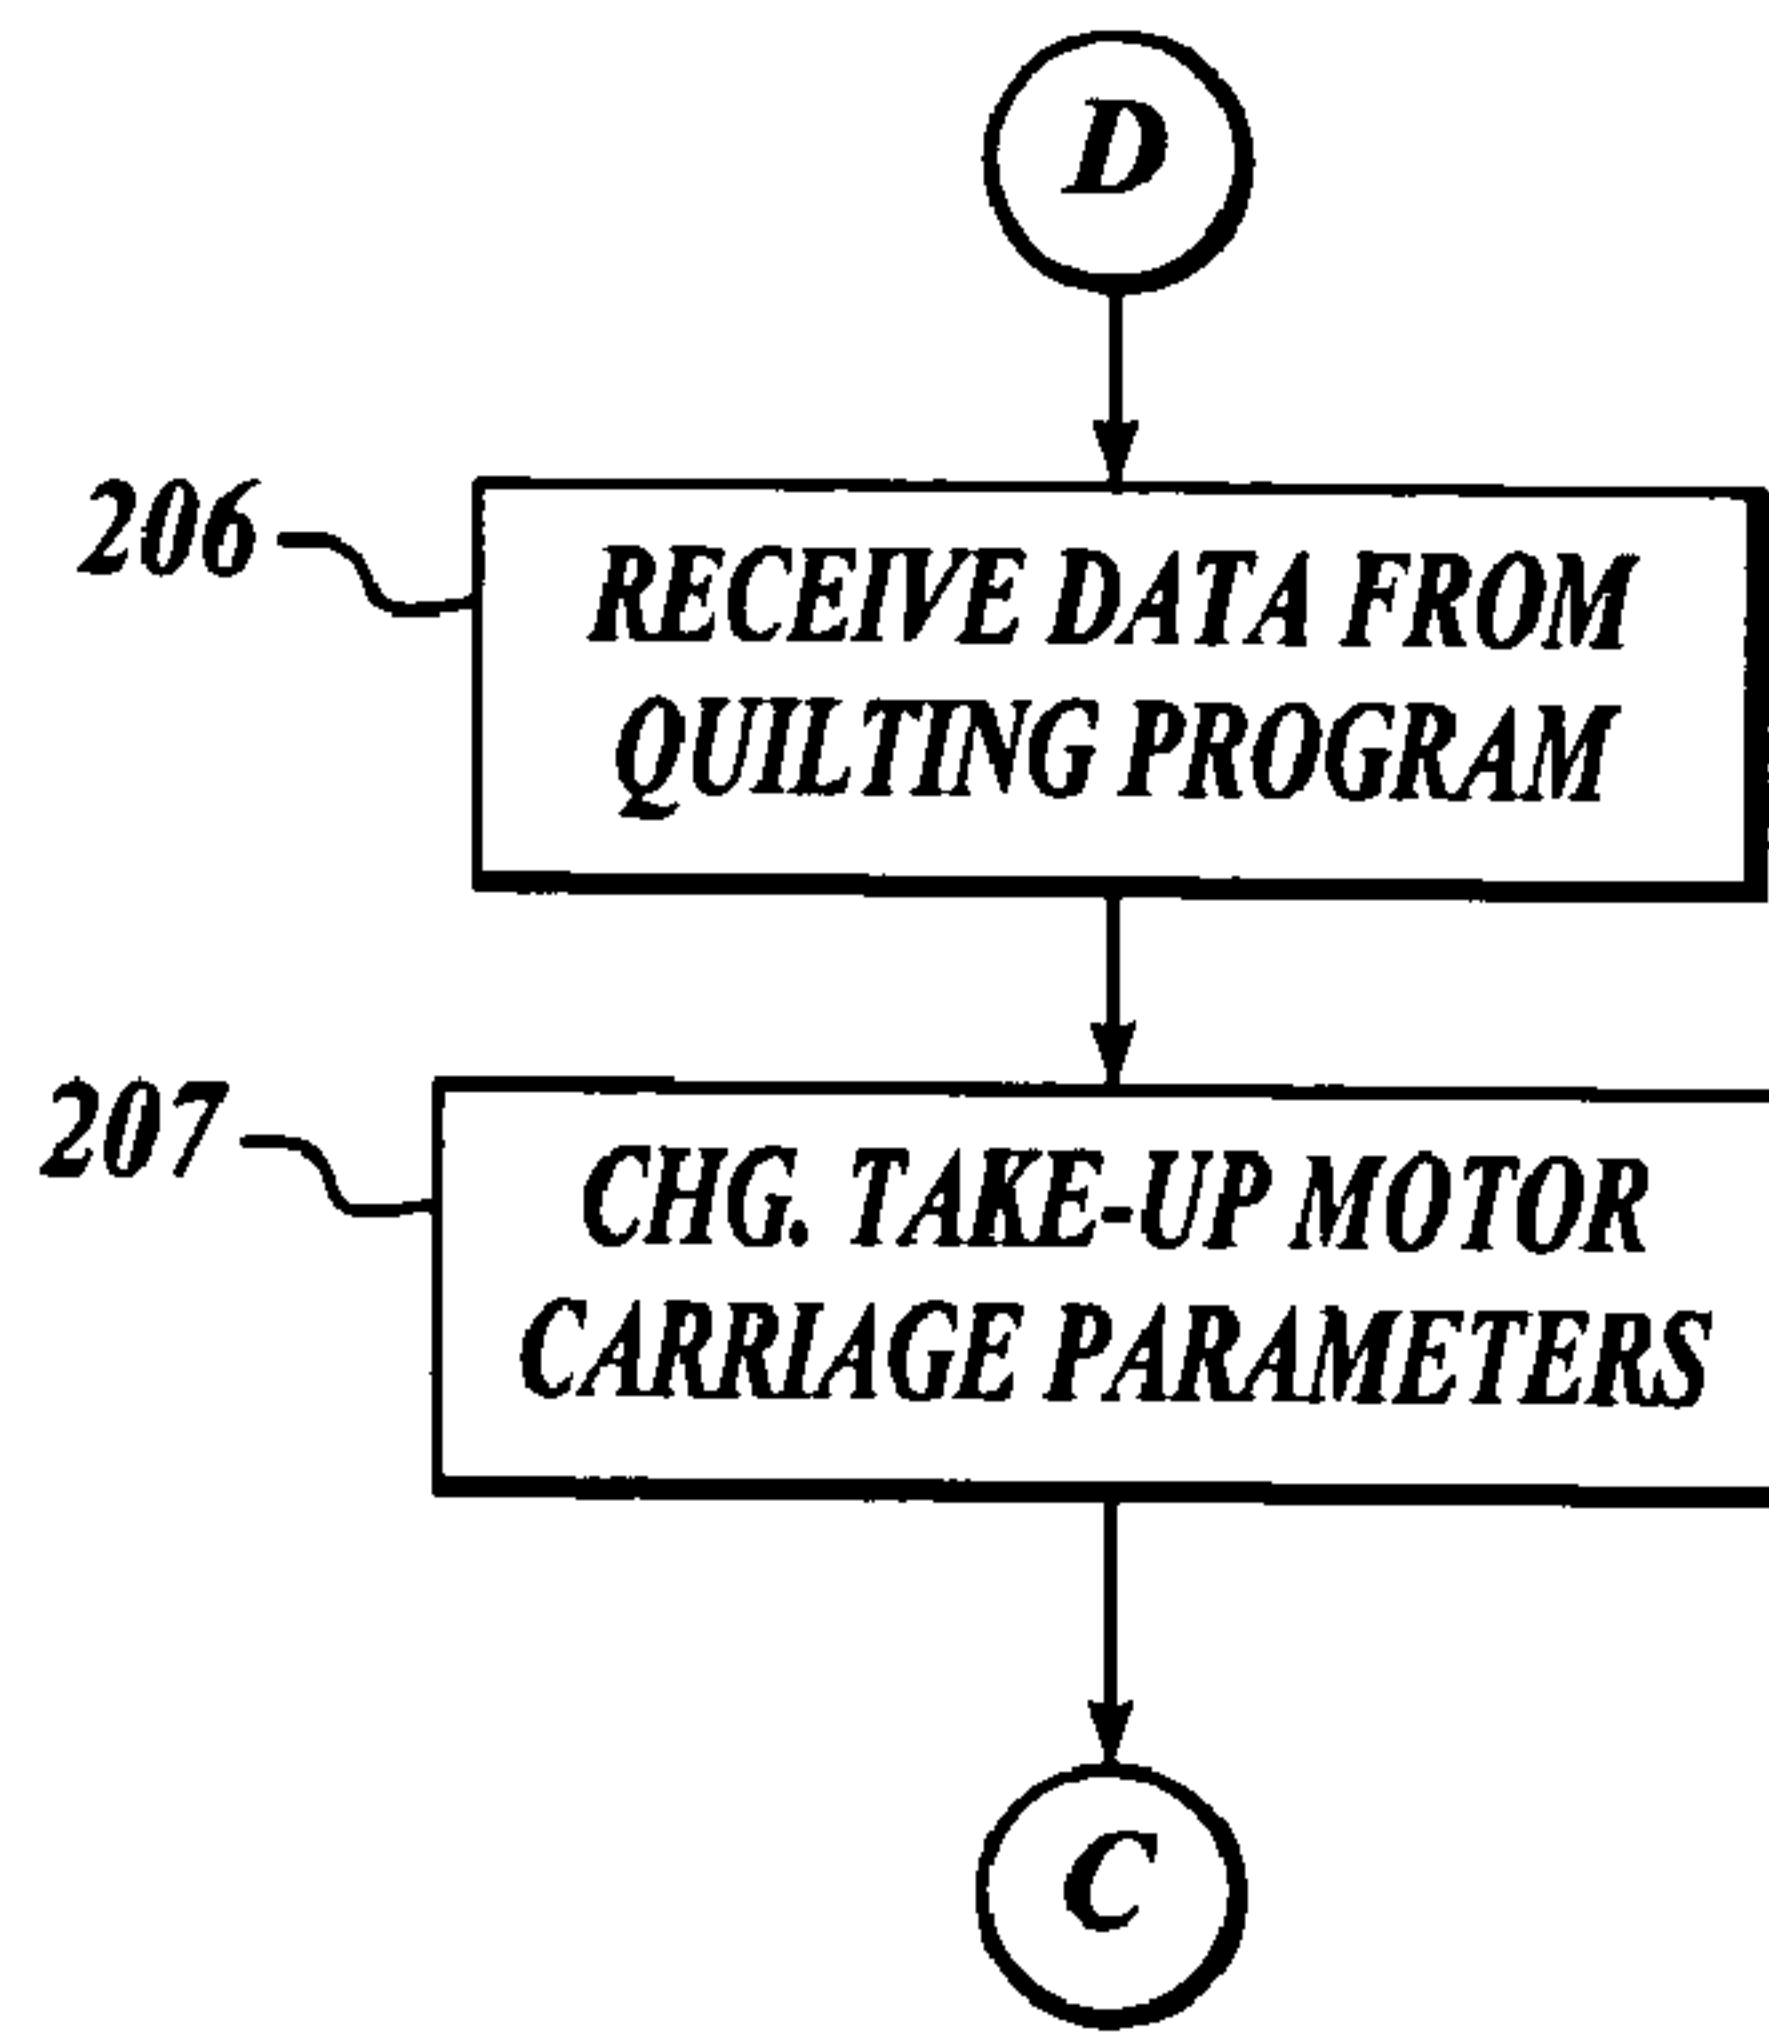 D
206
RECEIVE DATA FROM
QUILTING PROGRAM
207
CHG. TAKE-UP MOTOR
CARRIAGE PARAMETERS
C